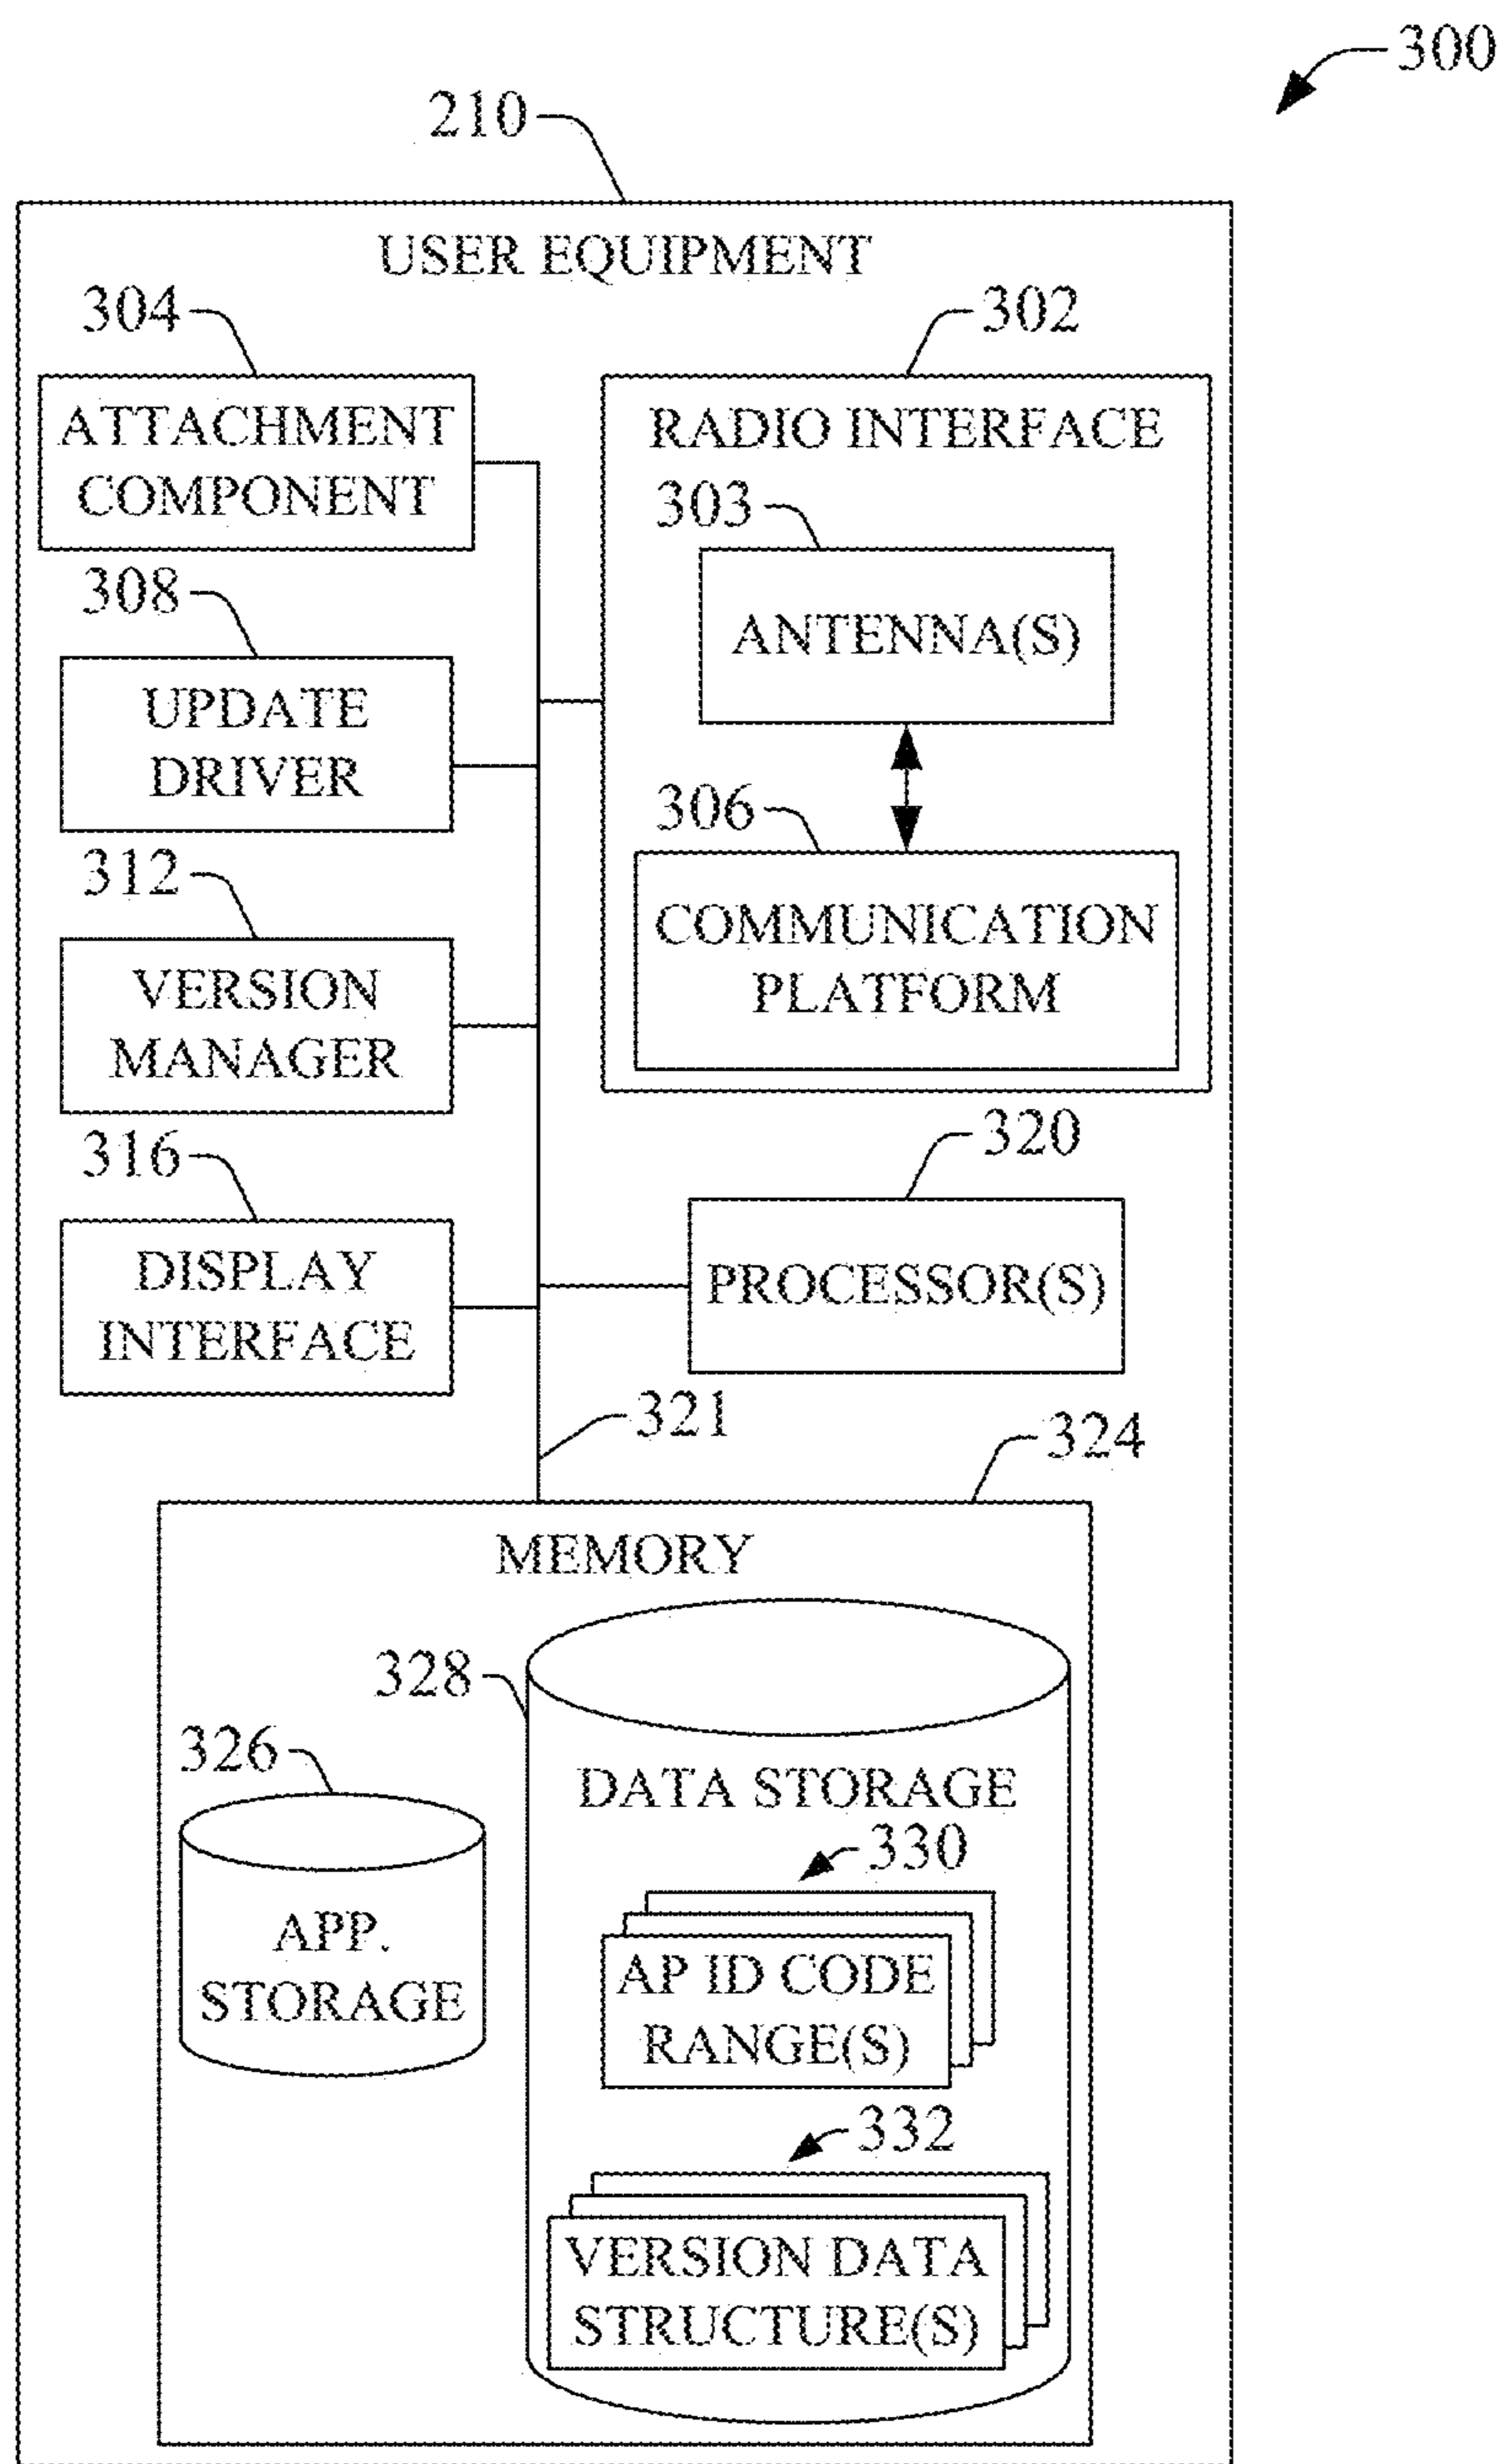 300
210
USER EQUIPMENT
304
302
ATTACHMENT
COMPONENT
RADIO INTERFACE
303
ANTENNA(S)
308
UPDATE
DRIVER
306
COMMUNICATION
PLATFORM
312
VERSION
MANAGER
316
320
DISPLAY
INTERFACE
PROCESSOR(S)
321
324
MEMORY
328
326
DATA STORAGE
330
APP.
STORAGE
AP ID CODE
RANGE(S)
332
VERSION DATA
STRUCTURE(S)